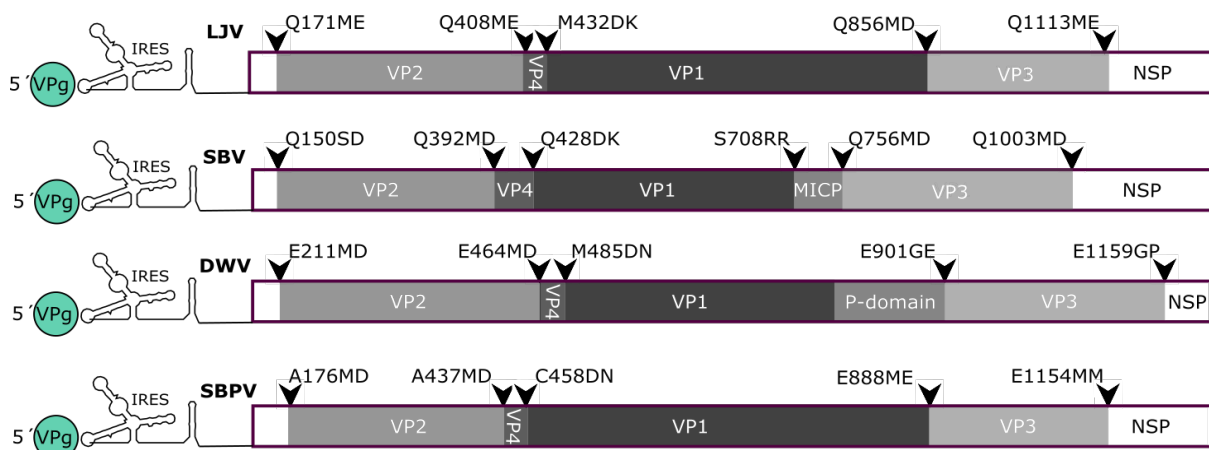 LJV Q171ME Q408ME M432DK Q856MD Q1113ME
IRES
5´ VPg VP2 VP4 VP1 VP3 NSP
SBV Q150SD Q392MD Q428DK S708RR Q756MD Q1003MD
IRES
5´ VPg VP2 VP4 VP1 MICP VP3 NSP
DWV E211MD E464MD M485DN E901GE E1159GP
IRES
5´ VPg VP2 VP4 VP1 P-domain VP3 NSP
SBPV A176MD A437MD C458DN E888ME E1154MM
IRES
5´ VPg VP2 VP4 VP1 VP3 NSP